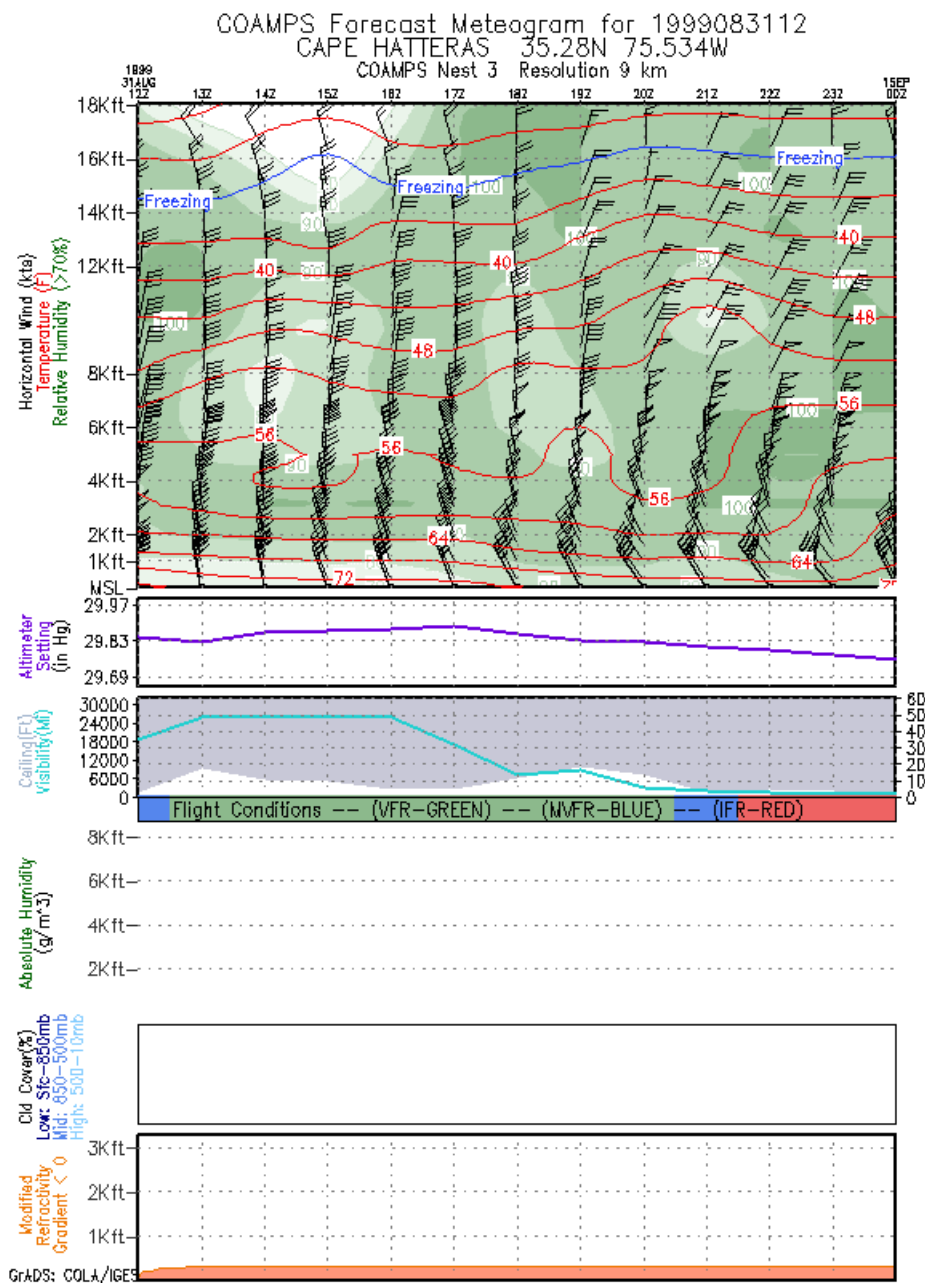 COAMPS Forecast Meteogram for 1999083112
CAPE HATTERAS 35.28N 75.534W
COAMPS Nest 3 Resolution 9 km
1999
31AUG 1SEP
12Z 13Z 14Z 15Z 16Z 17Z 18Z 19Z 20Z 21Z 22Z 23Z 00Z
Horizontal Wind (kts)
Temperature (F)
Relative Humidity (>70%)
18Kft
16Kft
14Kft
12Kft
8Kft
6Kft
4Kft
2Kft
1Kft
MSL
Freezing
Freezing
Freezing
100
100
90
40
40
40
90
100
48
48
48
56
56
56
56
100
90
100
64
64
72
Altimeter
Setting
(in Hg)
29.97
29.83
29.69
Ceiling(Ft)
Visibility(Mi)
30000
24000
18000
12000
6000
0
60
50
40
30
20
10
0
Flight Conditions -- (VFR-GREEN) -- (MVFR-BLUE) -- (IFR-RED)
Absolute Humidity
(g/m^3)
8Kft
6Kft
4Kft
2Kft
Cld Cover(%)
Low: Sfc-850mb
Mid: 850-500mb
High: 500-10mb
Modified
Refractivity
Gradient < 0
3Kft
2Kft
1Kft
GrADS: COLA/IGES